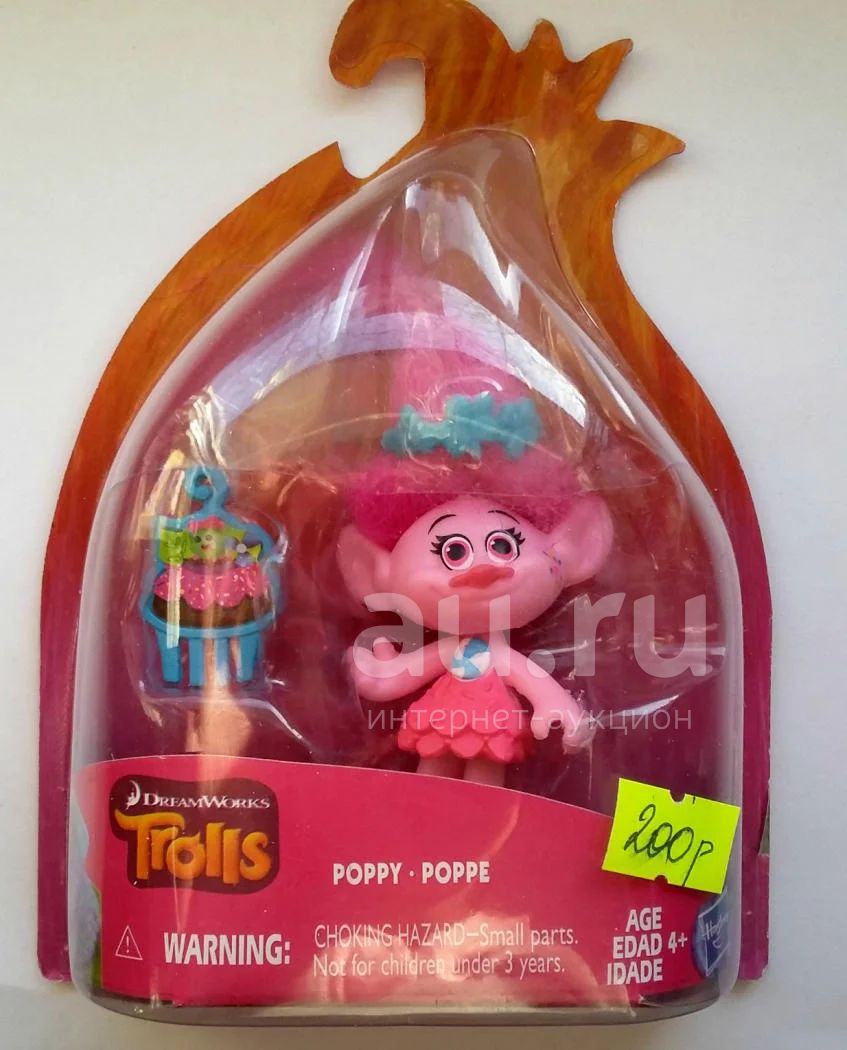 au.ru
интернет-аукцион
DREAMWORKS
Trolls
POPPY · POPPE
200р
WARNING:
CHOKING HAZARD—Small parts.
Not for children under 3 years.
AGE
EDAD 4+
IDADE
Hasbro